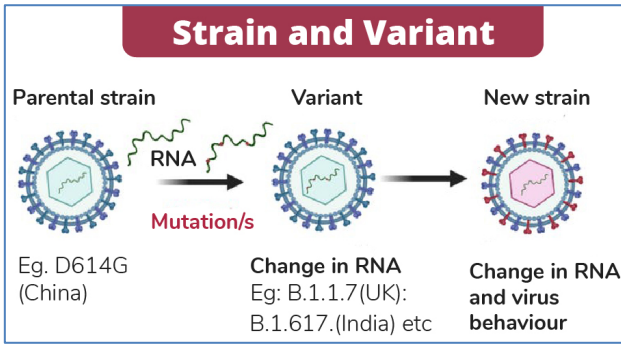 Strain and Variant
Parental strain
Variant
New strain
RNA
Mutation/s
Eg. D614G
(China)
Change in RNA
Eg: B.1.1.7(UK):
B.1.617.(India) etc
Change in RNA
and virus
behaviour